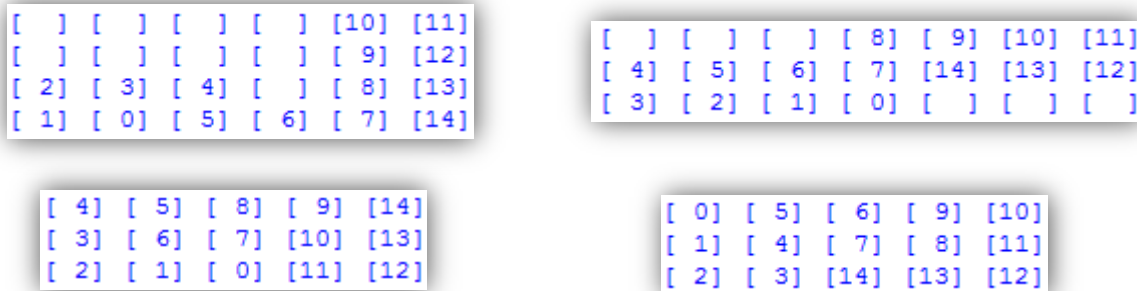 [  ] [  ] [  ] [  ] [10] [11]
[  ] [  ] [  ] [  ] [ 9] [12]
[ 2] [ 3] [ 4] [  ] [ 8] [13]
[ 1] [ 0] [ 5] [ 6] [ 7] [14]
[  ] [  ] [  ] [ 8] [ 9] [10] [11]
[ 4] [ 5] [ 6] [ 7] [14] [13] [12]
[ 3] [ 2] [ 1] [ 0] [  ] [  ] [  ]
[ 4] [ 5] [ 8] [ 9] [14]
[ 3] [ 6] [ 7] [10] [13]
[ 2] [ 1] [ 0] [11] [12]
[ 0] [ 5] [ 6] [ 9] [10]
[ 1] [ 4] [ 7] [ 8] [11]
[ 2] [ 3] [14] [13] [12]